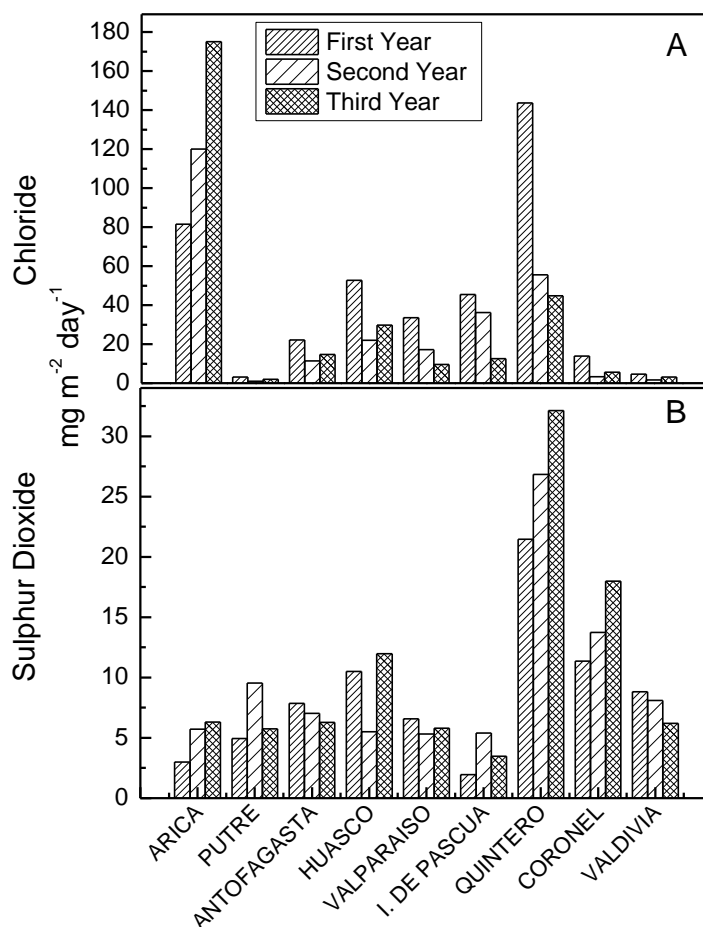 A
First Year
Second Year
Third Year
180
160
140
120
100
80
60
40
20
0
Chloride
mg m-2 day-1
B
30
25
20
15
10
5
0
Sulphur Dioxide
ARICA
PUTRE
ANTOFAGASTA
HUASCO
VALPARAISO
I. DE PASCUA
QUINTERO
CORONEL
VALDIVIA